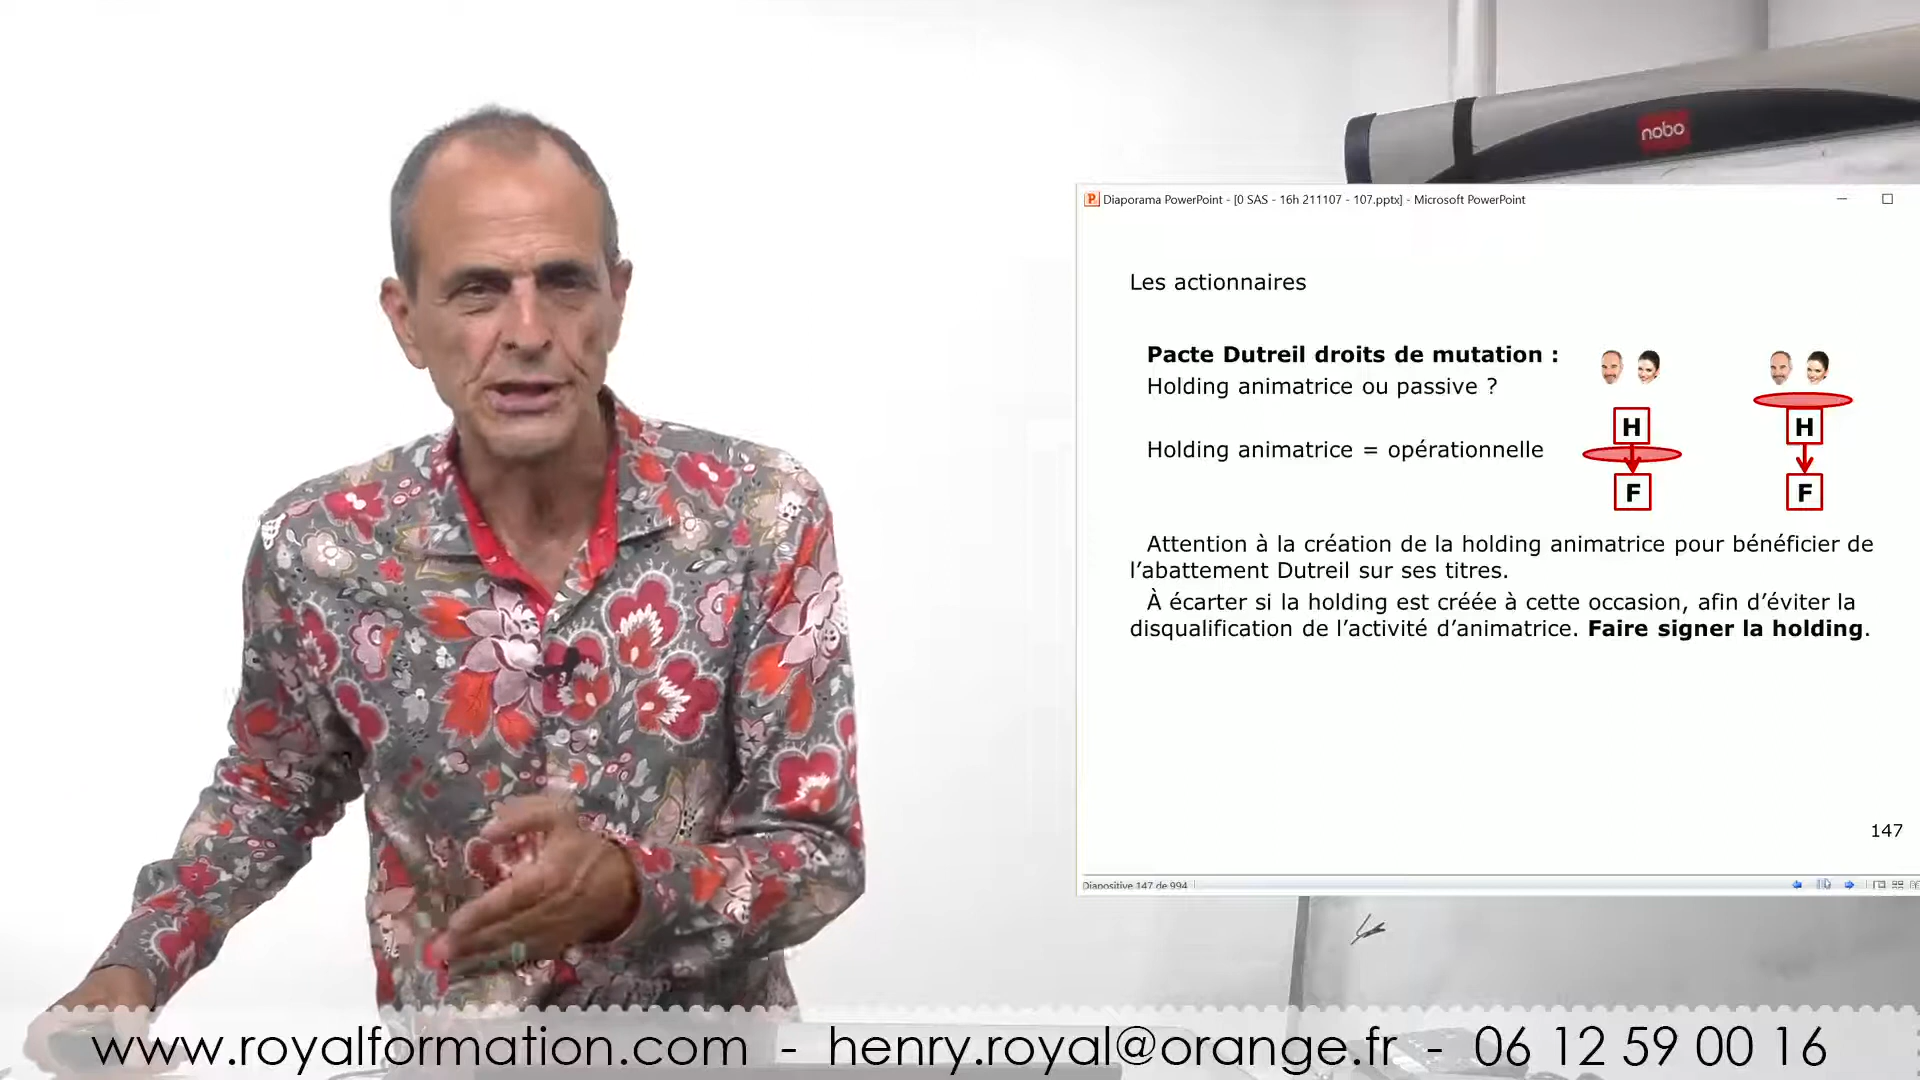 nobo
Diaporama PowerPoint - [0 SAS - 16h 211107 - 107.pptx] - Microsoft PowerPoint
Les actionnaires
Pacte Dutreil droits de mutation :
Holding animatrice ou passive ?
H
H
Holding animatrice = opérationnelle
F
F
Attention à la création de la holding animatrice pour bénéficier de
l’abattement Dutreil sur ses titres.
À écarter si la holding est créée à cette occasion, afin d’éviter la
disqualification de l’activité d’animatrice. Faire signer la holding.
147
Diapositive 147 de 994
www.royalformation.com - henry.royal@orange.fr - 06 12 59 00 16